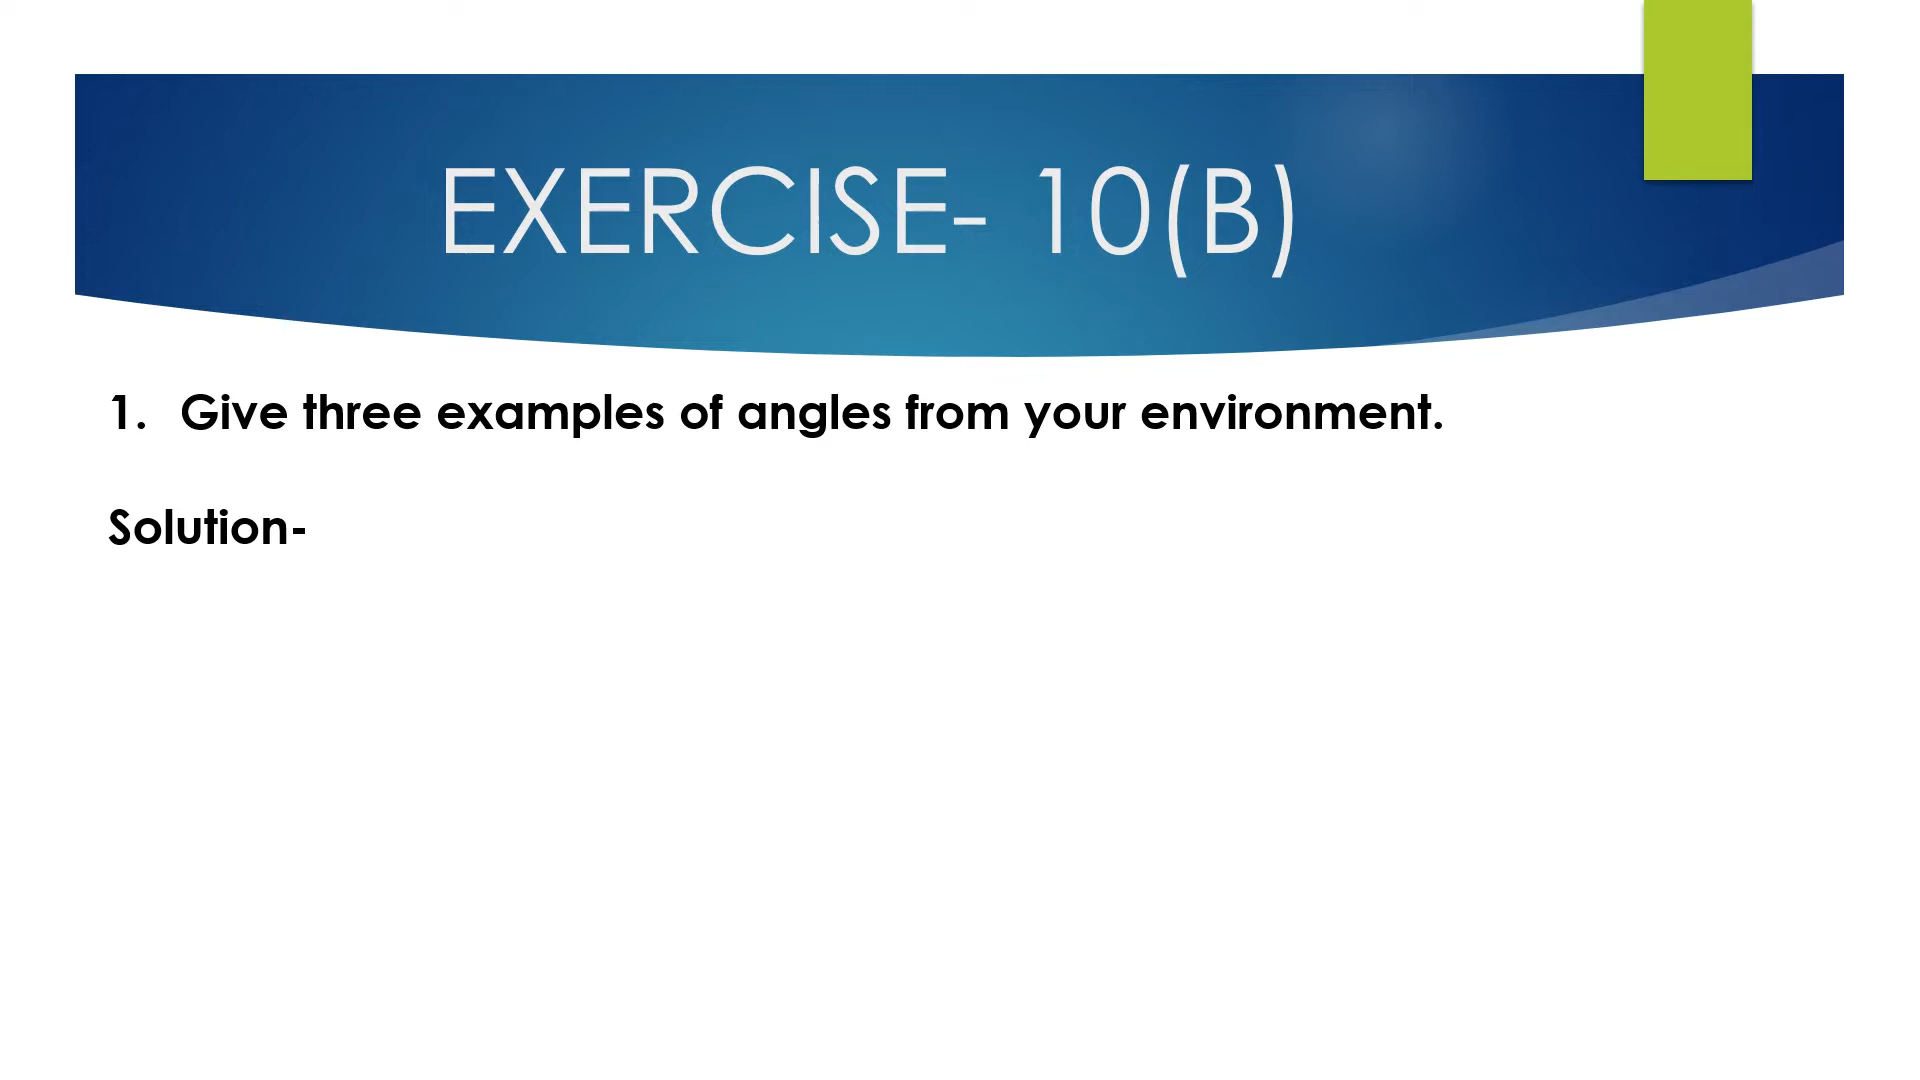 EXERCISE- 10(B)
1. Give three examples of angles from your environment.
Solution-